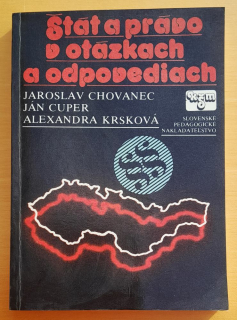 Štát a právo
v otázkach
a odpovediach
JAROSLAV CHOVANEC
JÁN CUPER
ALEXANDRA KRSKOVÁ
SLOVENSKÉ
PEDAGOGICKÉ
NAKLADATEĽSTVO